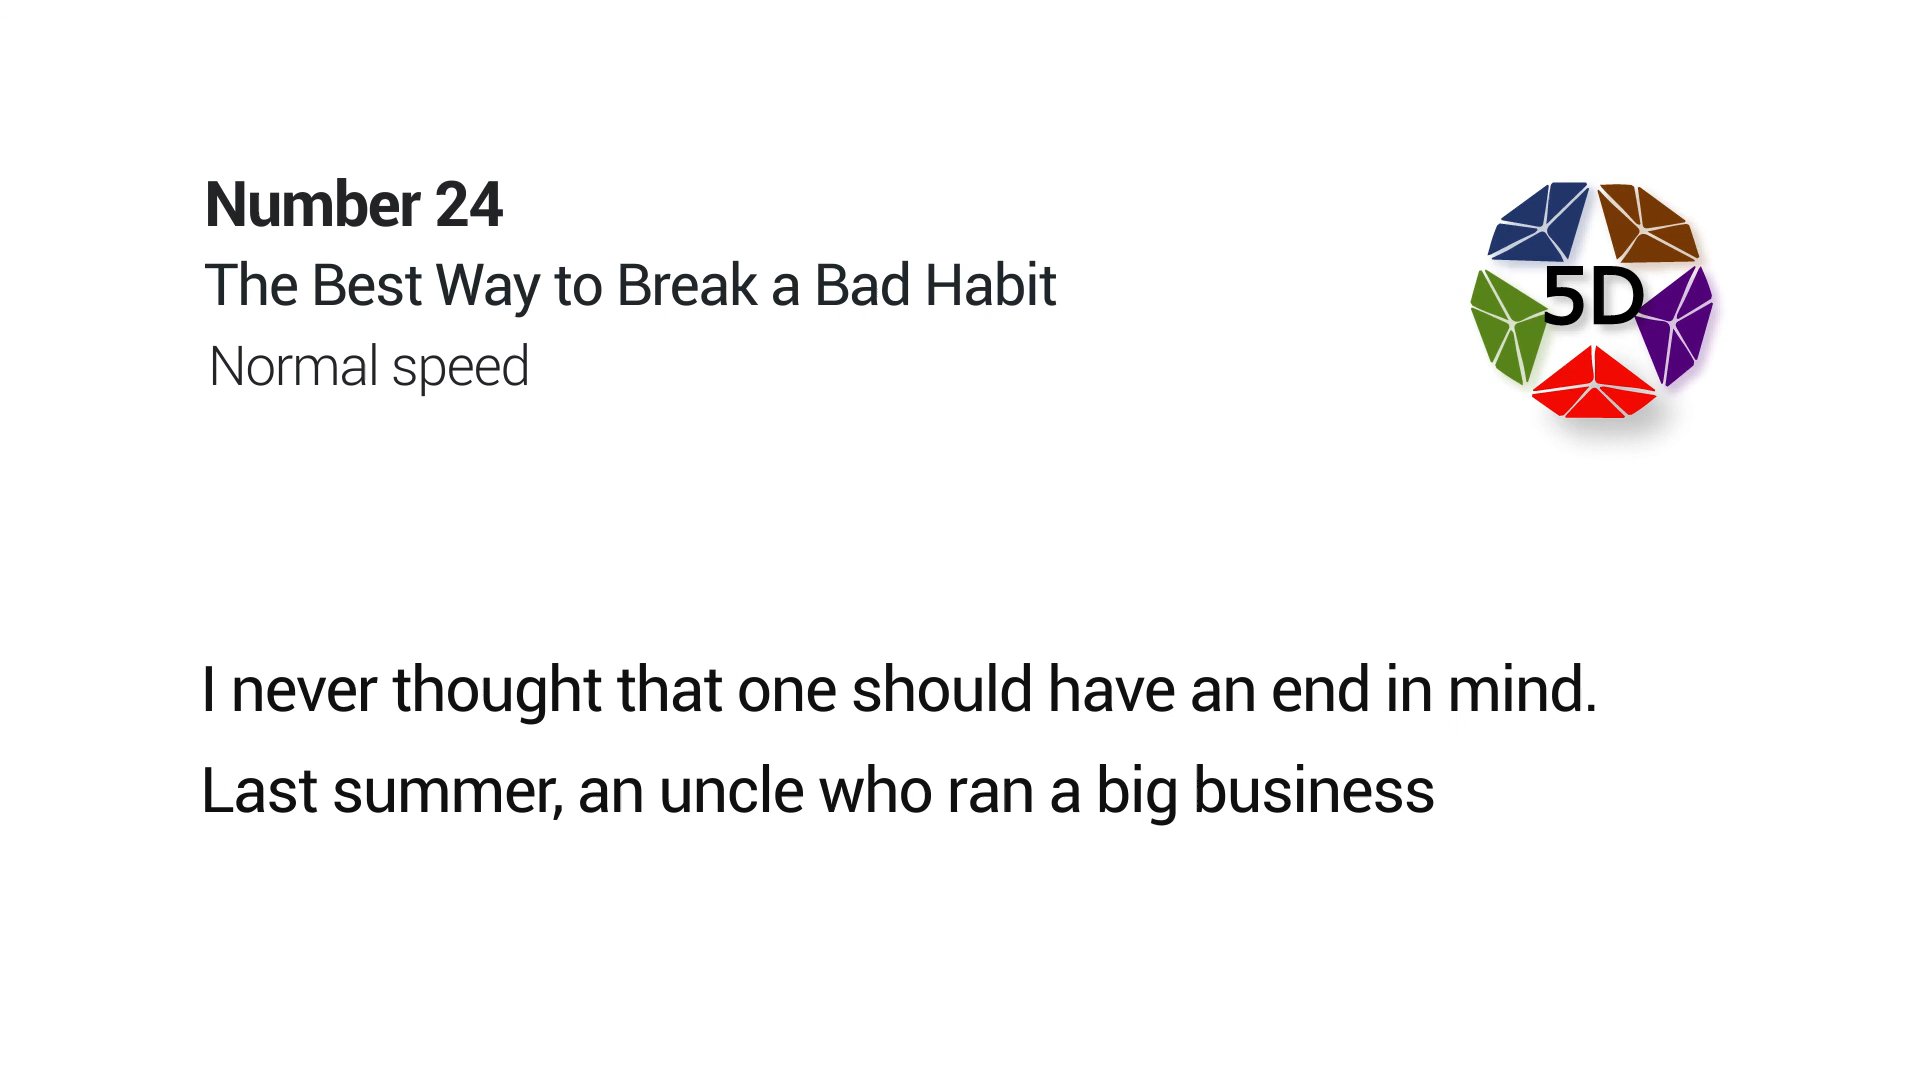 Number 24
The Best Way to Break a Bad Habit
Normal speed
5D
I never thought that one should have an end in mind.
Last summer, an uncle who ran a big business